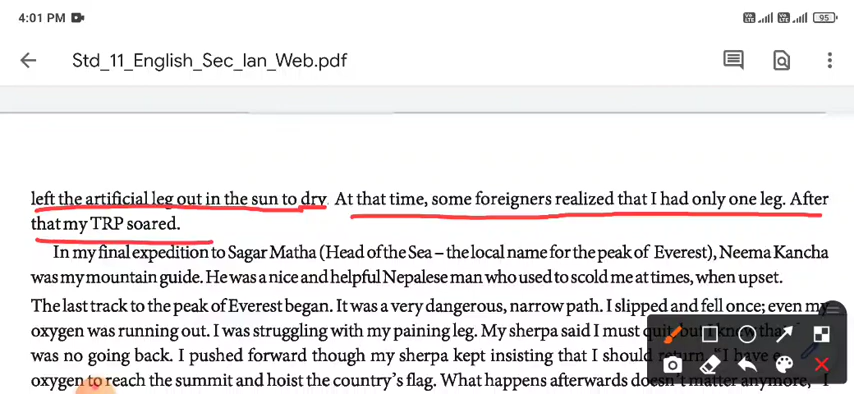 4:01 PM
95
Std_11_English_Sec_lan_Web.pdf
left the artificial leg out in the sun to dry. At that time, some foreigners realized that I had only one leg. After
that my TRP soared.
In my final expedition to Sagar Matha (Head of the Sea – the local name for the peak of Everest), Neema Kancha
was my mountain guide. He was a nice and helpful Nepalese man who used to scold me at times, when upset.
The last track to the peak of Everest began. It was a very dangerous, narrow path. I slipped and fell once; even my
oxygen was running out. I was struggling with my paining leg. My sherpa said I must quit, but I knew
was no going back. I pushed forward though my sherpa kept insisting that I should return. "I have
oxygen to reach the summit and hoist the country's flag. What happens afterwards doesn't matter anymore, I